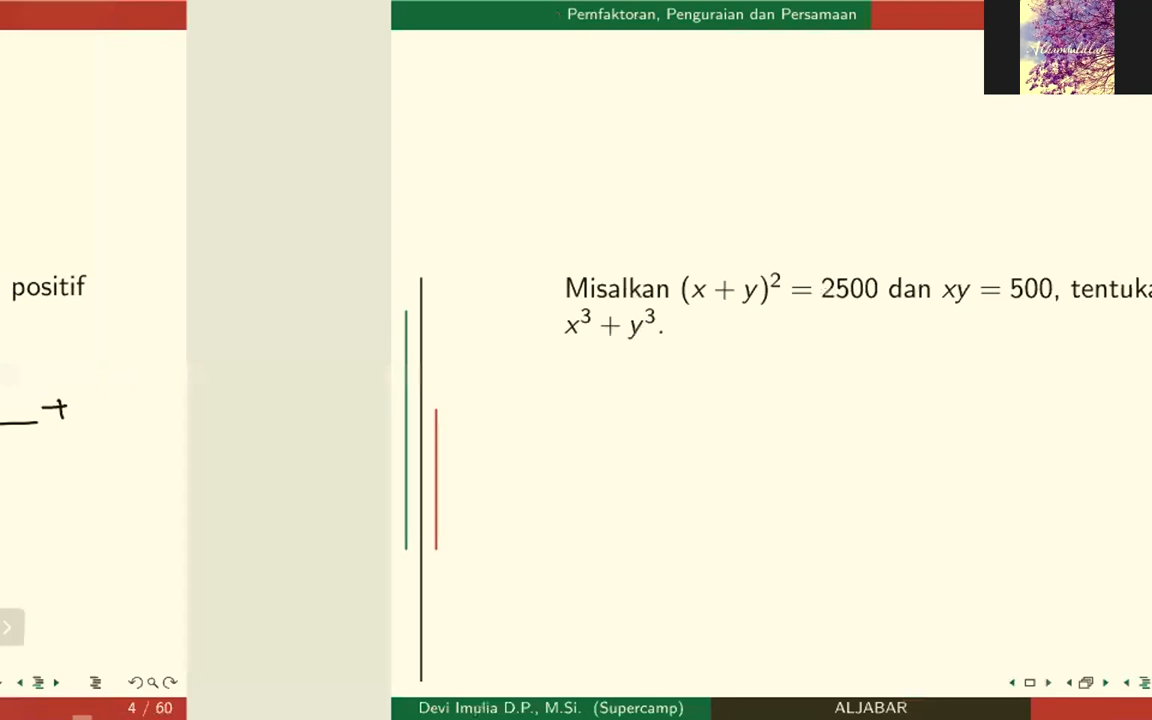 Pemfaktoran, Penguraian dan Persamaan
positif
Misalkan (x + y)² = 2500 dan xy = 500,
x³ + y³.
+
4 / 60
Devi Imulia D.P., M.Si. (Supercamp)
ALJABAR